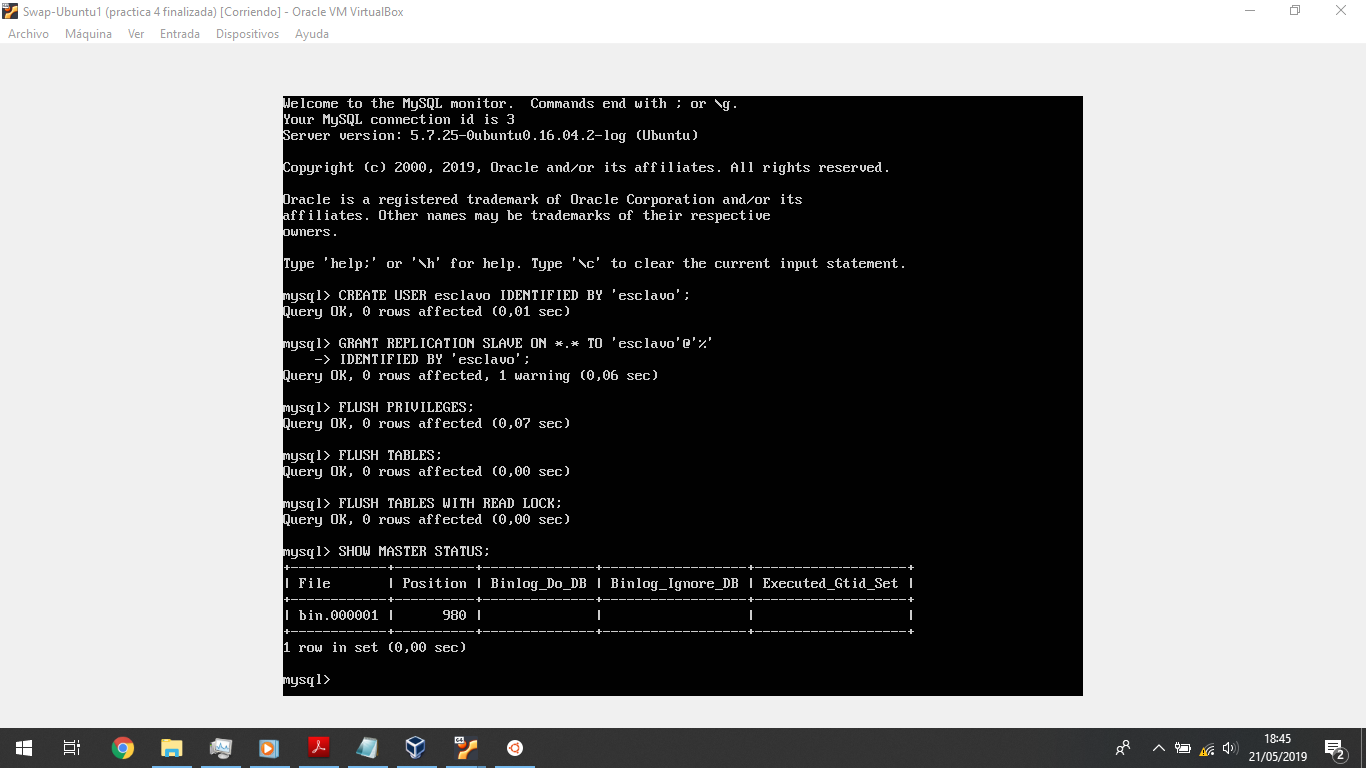 Swap-Ubuntu1 (practica 4 finalizada) [Corriendo] - Oracle VM VirtualBox
Archivo Máquina Ver Entrada Dispositivos Ayuda
Welcome to the MySQL monitor.  Commands end with ; or \g.
Your MySQL connection id is 3
Server version: 5.7.25-0ubuntu0.16.04.2-log (Ubuntu)
Copyright (c) 2000, 2019, Oracle and/or its affiliates. All rights reserved.
Oracle is a registered trademark of Oracle Corporation and/or its
affiliates. Other names may be trademarks of their respective
owners.
Type 'help;' or '\h' for help. Type '\c' to clear the current input statement.
mysql> CREATE USER esclavo IDENTIFIED BY 'esclavo';
Query OK, 0 rows affected (0,01 sec)
mysql> GRANT REPLICATION SLAVE ON *.* TO 'esclavo'@'%'
    -> IDENTIFIED BY 'esclavo';
Query OK, 0 rows affected, 1 warning (0,06 sec)
mysql> FLUSH PRIVILEGES;
Query OK, 0 rows affected (0,07 sec)
mysql> FLUSH TABLES;
Query OK, 0 rows affected (0,00 sec)
mysql> FLUSH TABLES WITH READ LOCK;
Query OK, 0 rows affected (0,00 sec)
mysql> SHOW MASTER STATUS;
+------------+----------+--------------+------------------+-------------------+
| File       | Position | Binlog_Do_DB | Binlog_Ignore_DB | Executed_Gtid_Set |
+------------+----------+--------------+------------------+-------------------+
| bin.000001 |      980 |              |                  |                   |
+------------+----------+--------------+------------------+-------------------+
1 row in set (0,00 sec)
mysql>
18:45
21/05/2019
2